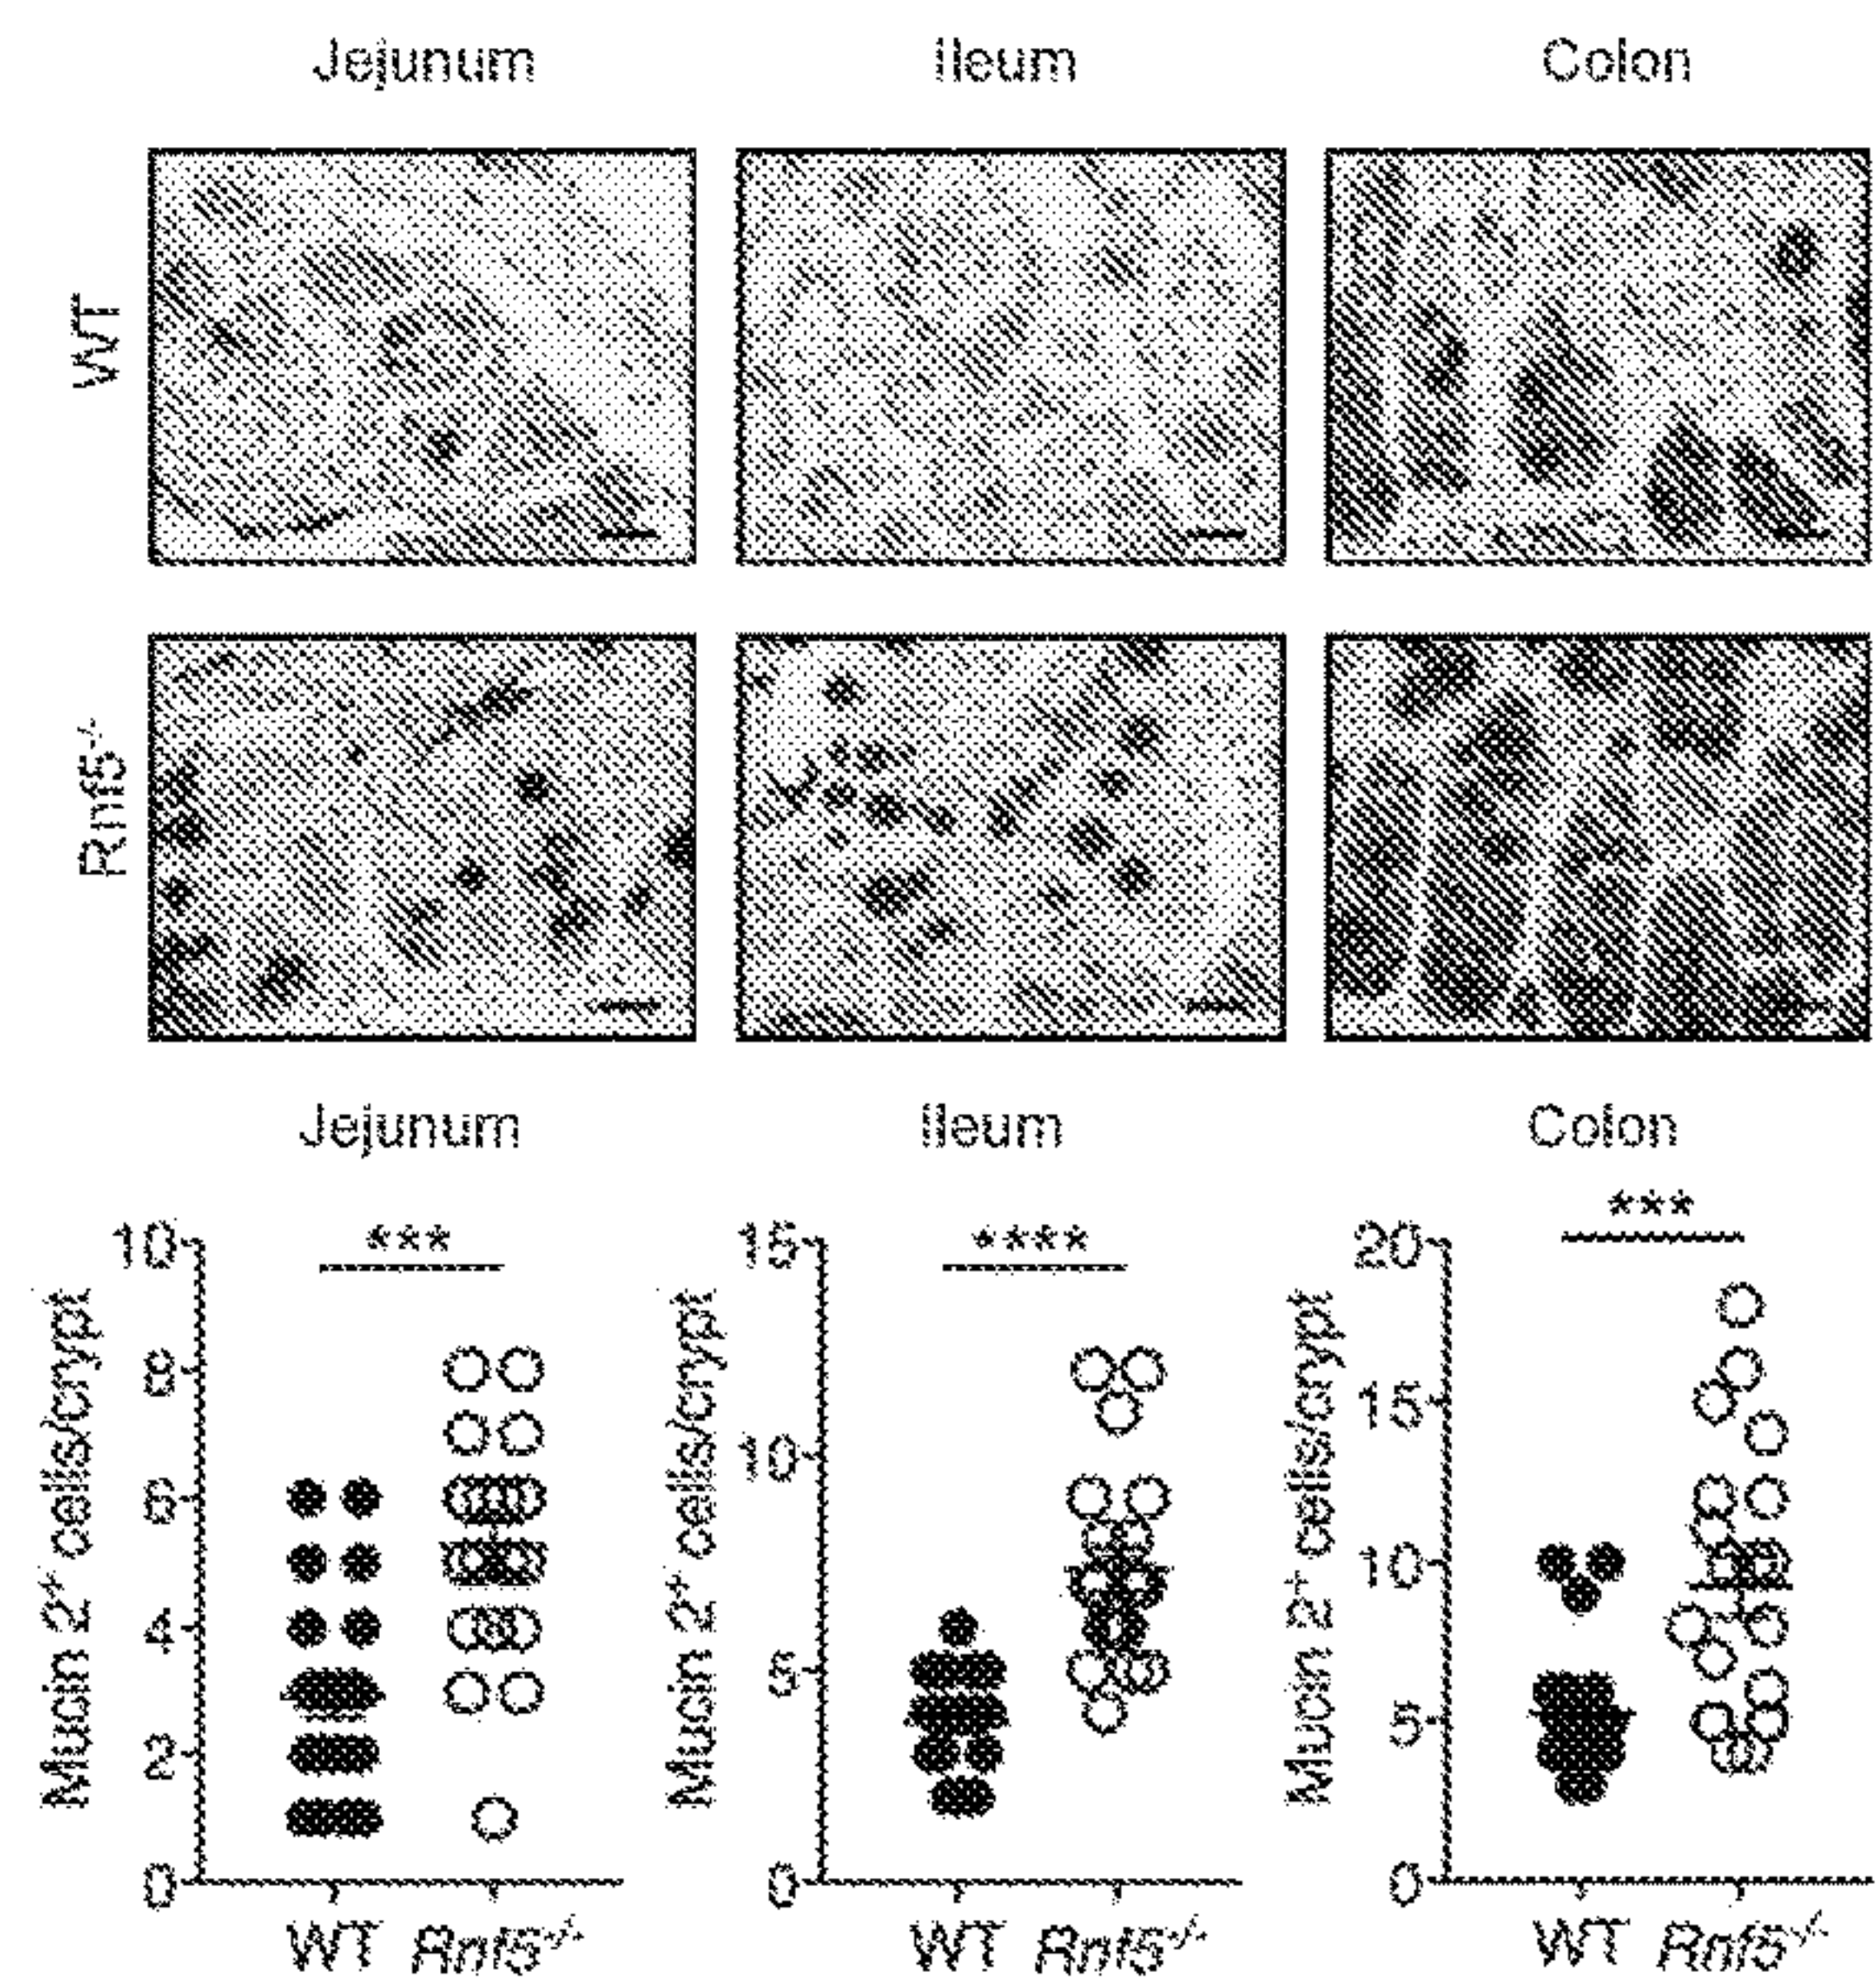 Jejunum Ileum Colon
WT
Rnf5-/-
Jejunum Ileum Colon
*** **** ***
Mucin 2+ cells/crypt
10
8
6
4
2
0
WT Rnf5-/-
Mucin 2+ cells/crypt
15
10
5
0
WT Rnf5-/-
Mucin 2+ cells/crypt
20
15
10
5
0
WT Rnf5-/-